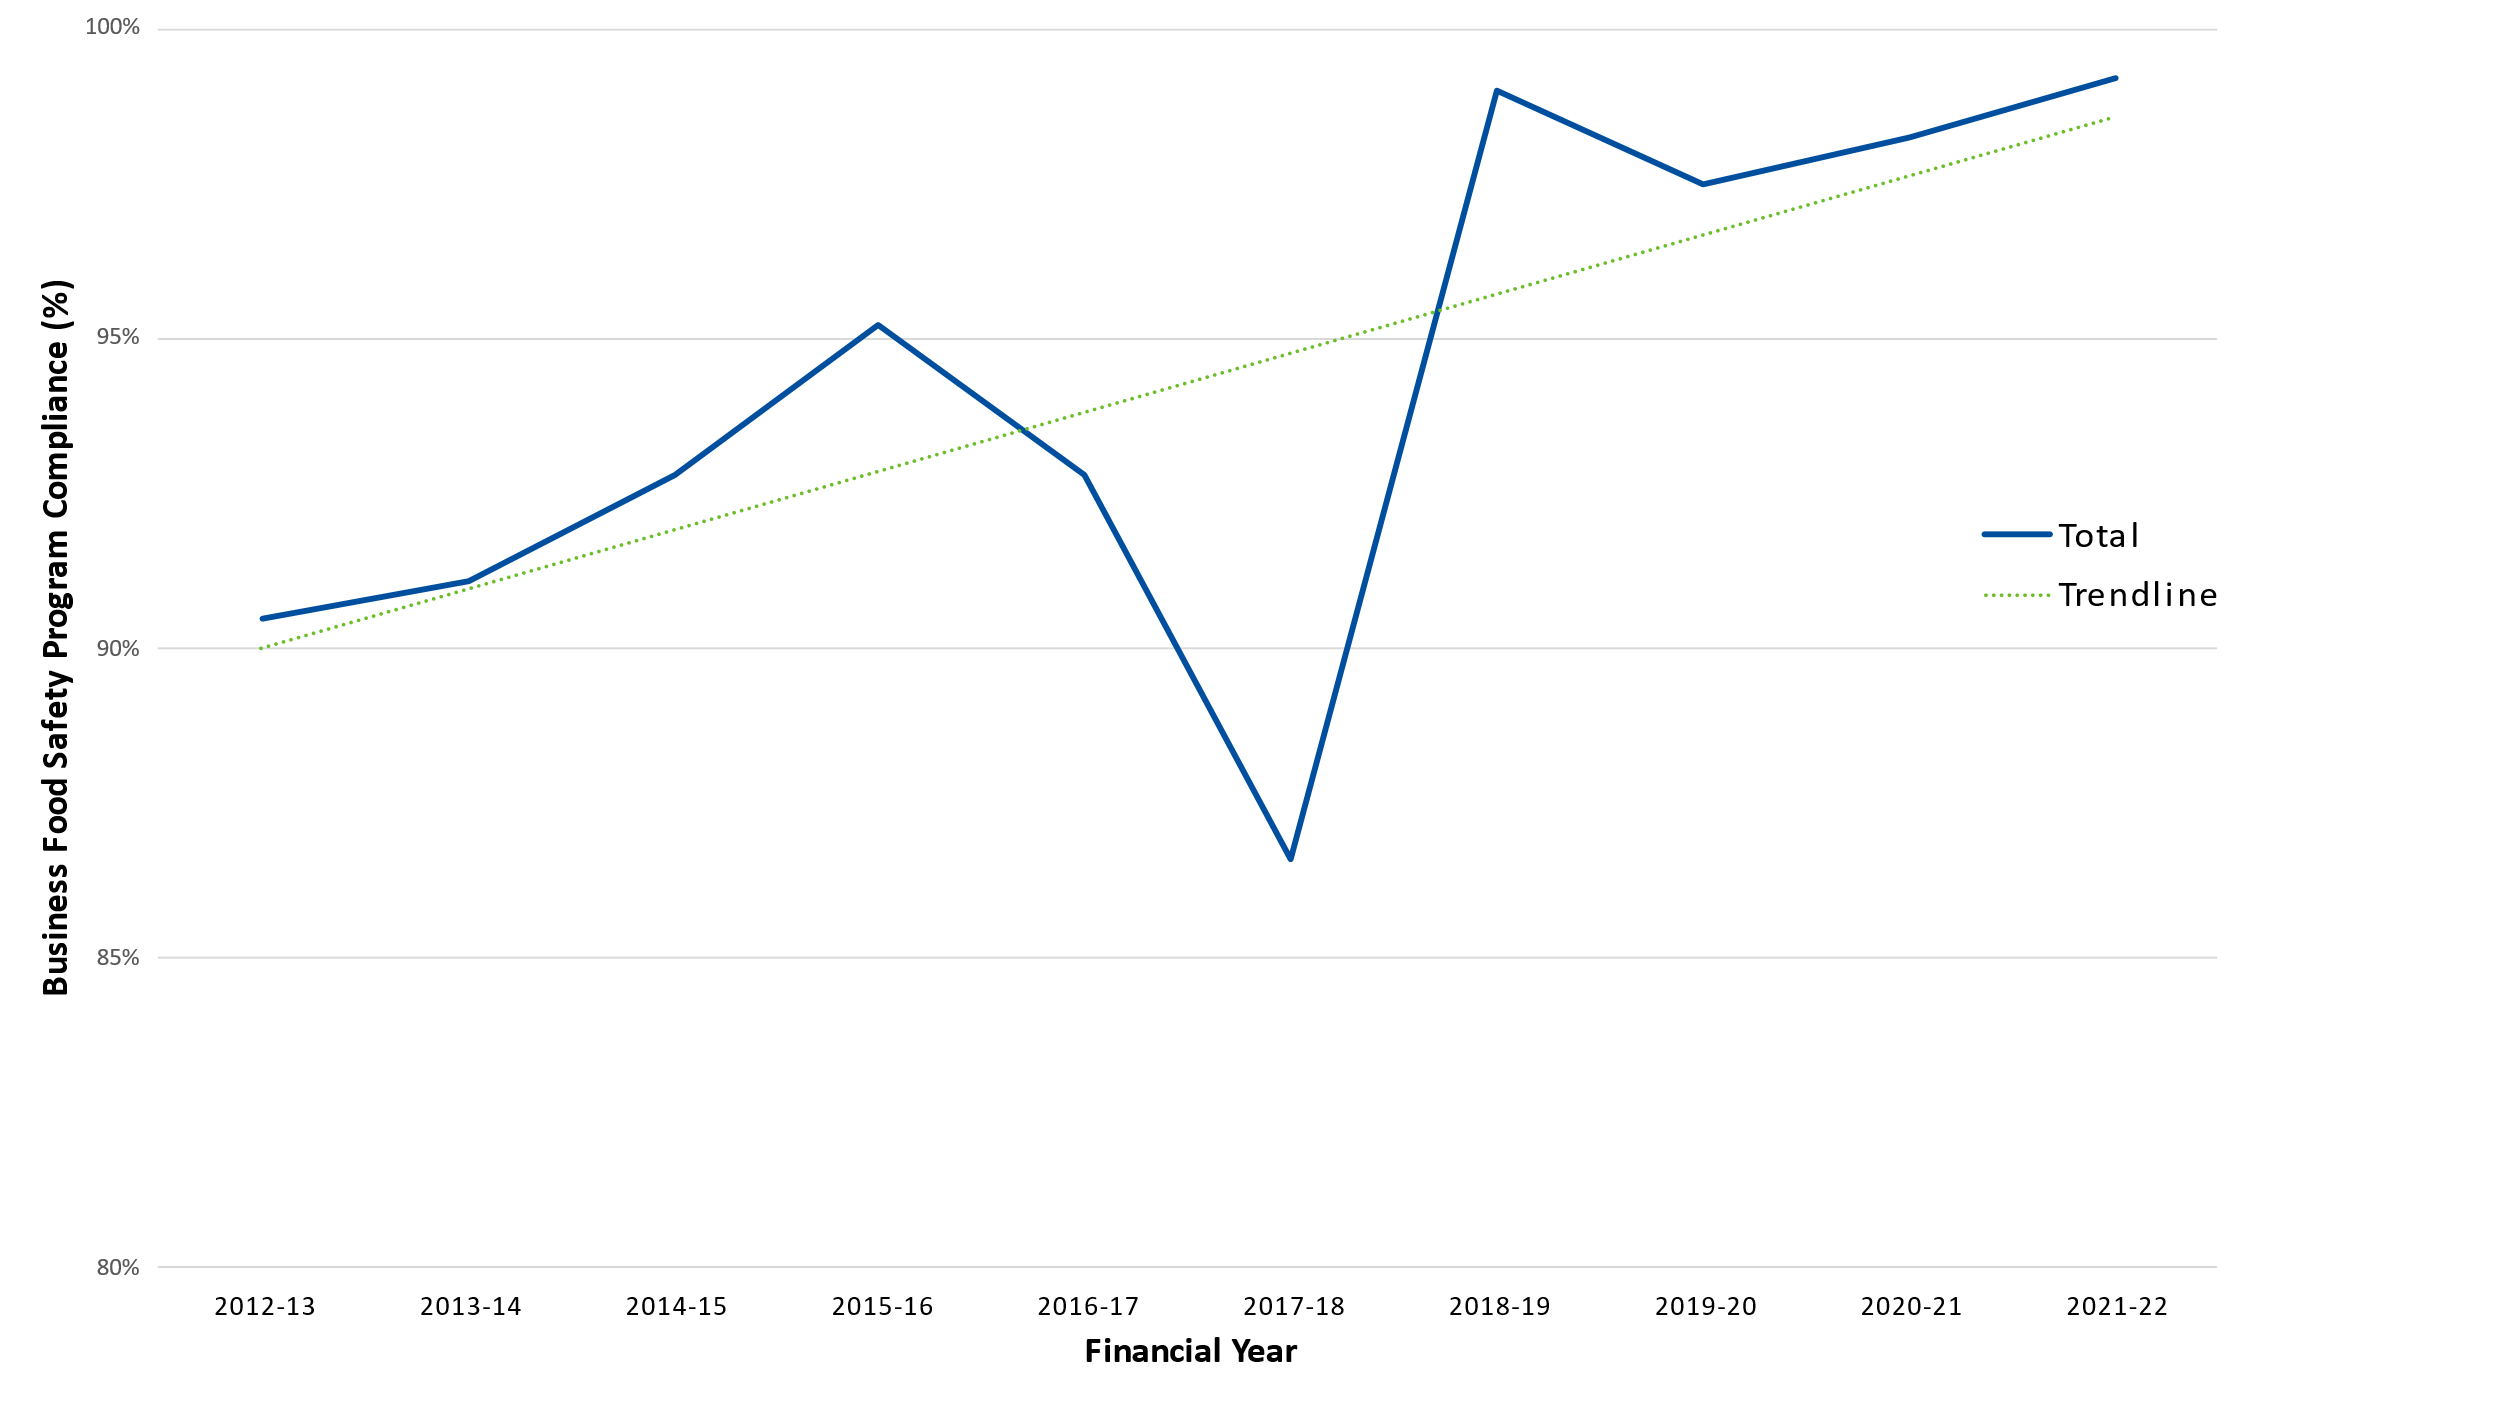 100%
95%
90%
85%
80%
Business Food Safety Program Compliance (%)
Total
Trendline
2012-13 2013-14 2014-15 2015-16 2016-17 2017-18 2018-19 2019-20 2020-21 2021-22
Financial Year